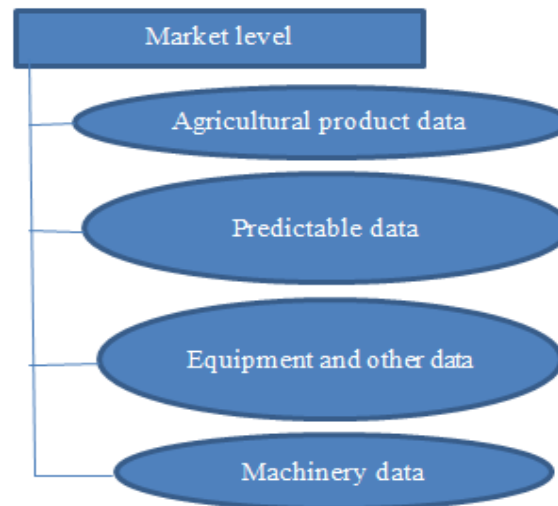 Market level
Agricultural product data
Predictable data
Equipment and other data
Machinery data